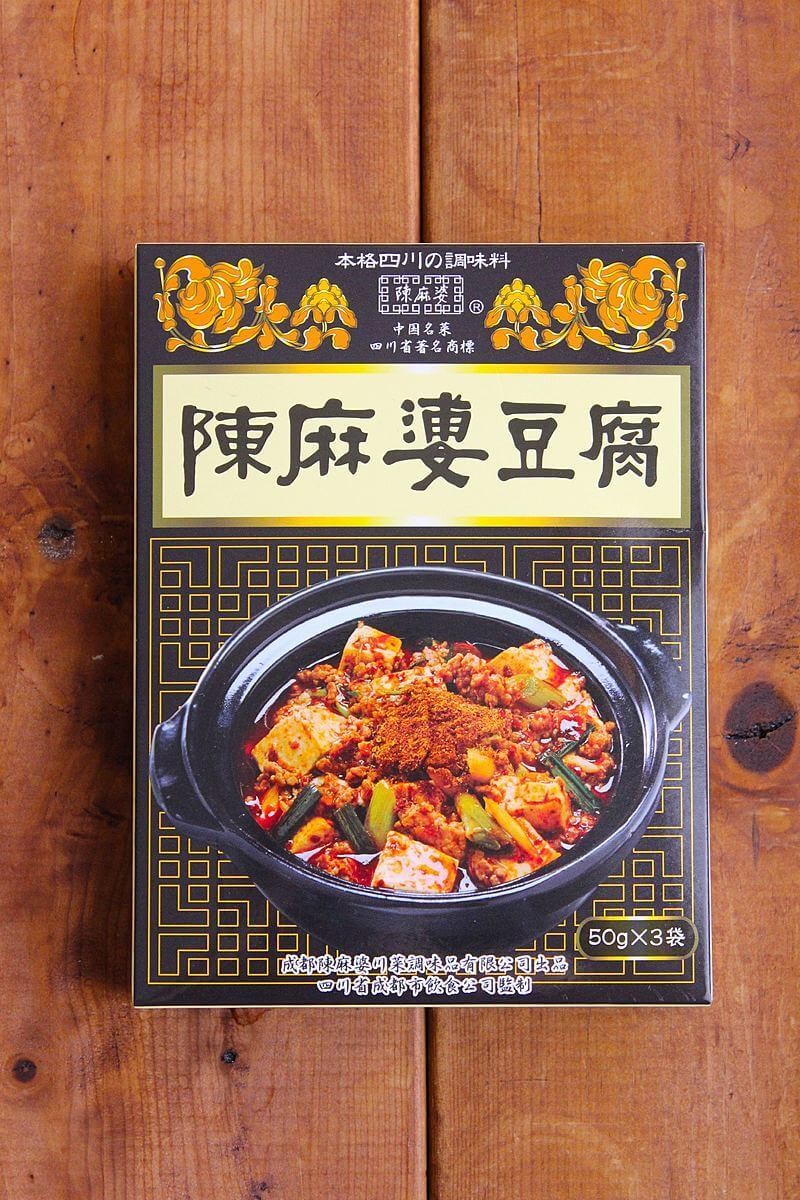 本格四川の調味料
陳麻婆
®
中国名菜
四川省著名商標
陳麻婆豆腐
50g×3袋
成都陳麻婆川菜調味品有限公司出品
四川省成都市飲食公司監制